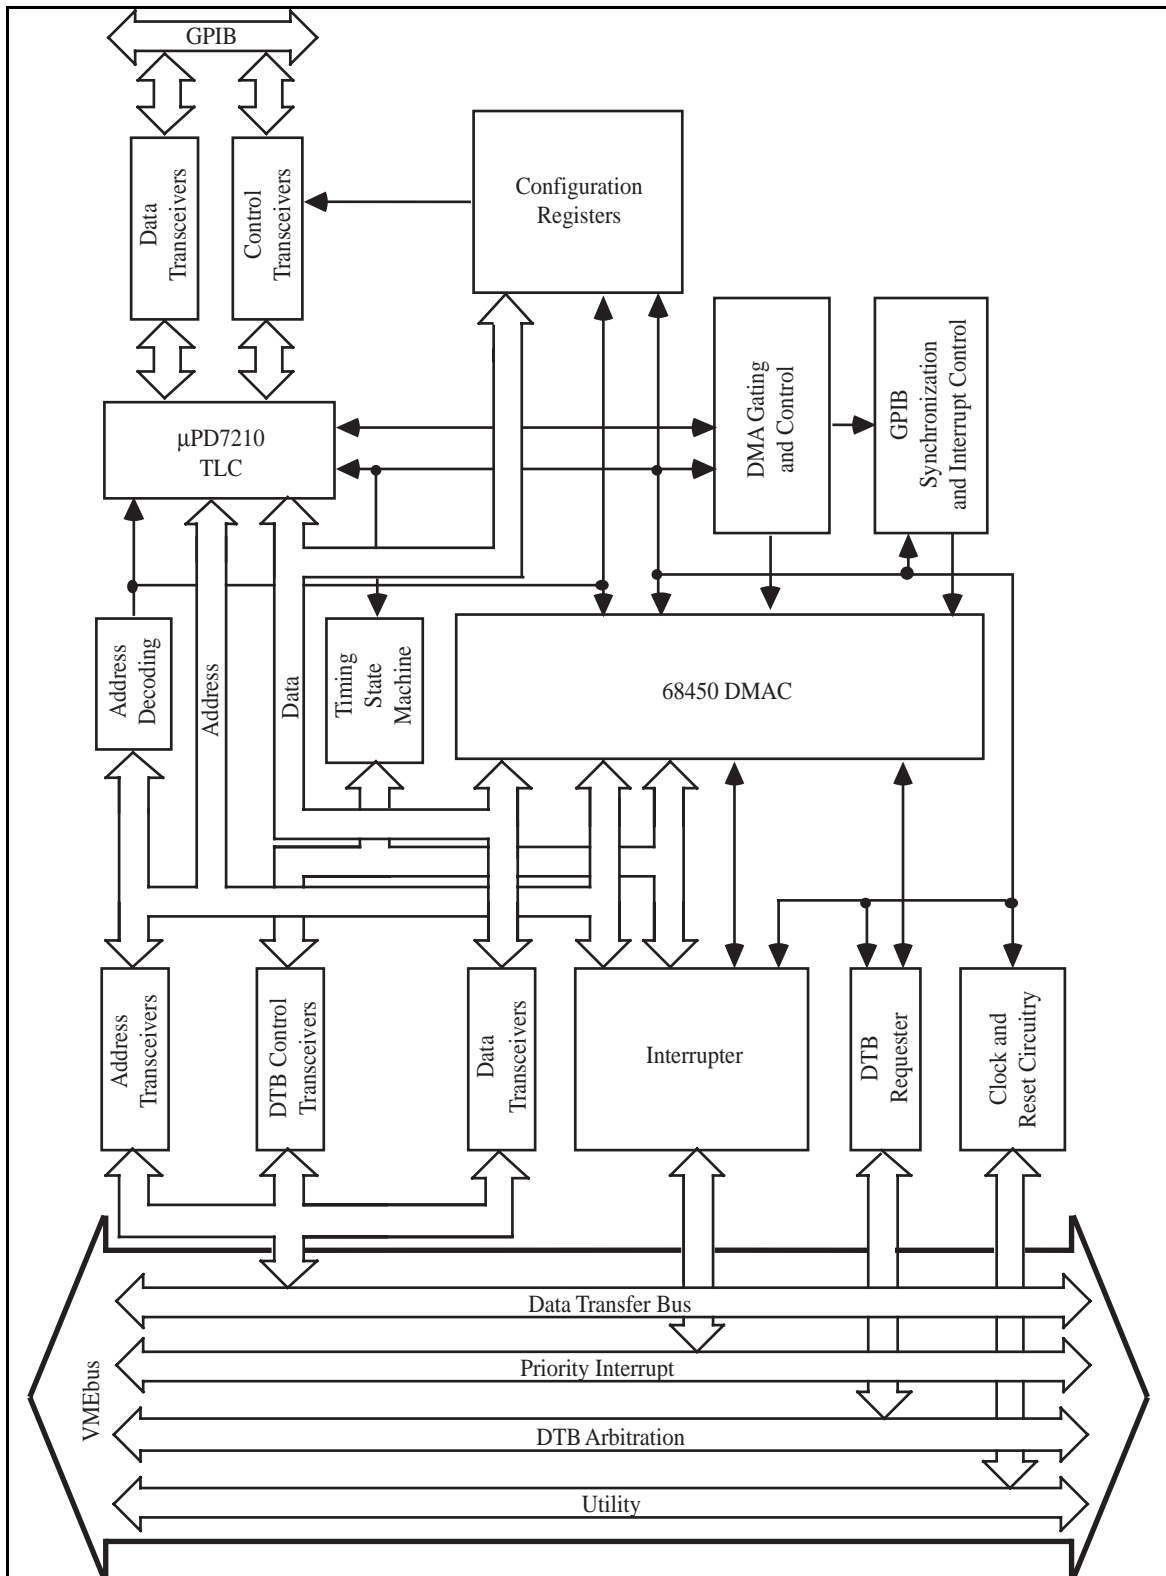 GPIB
Data
Transceivers
Control
Transceivers
Configuration
Registers
µPD7210
TLC
DMA Gating
and Control
GPIB
Synchronization
and Interrupt Control
Address
Decoding
Address
Data
Timing
State
Machine
68450 DMAC
Address
Transceivers
DTB Control
Transceivers
Data
Transceivers
Interrupter
DTB
Requester
Clock and
Reset Circuitry
VMEbus
Data Transfer Bus
Priority Interrupt
DTB Arbitration
Utility